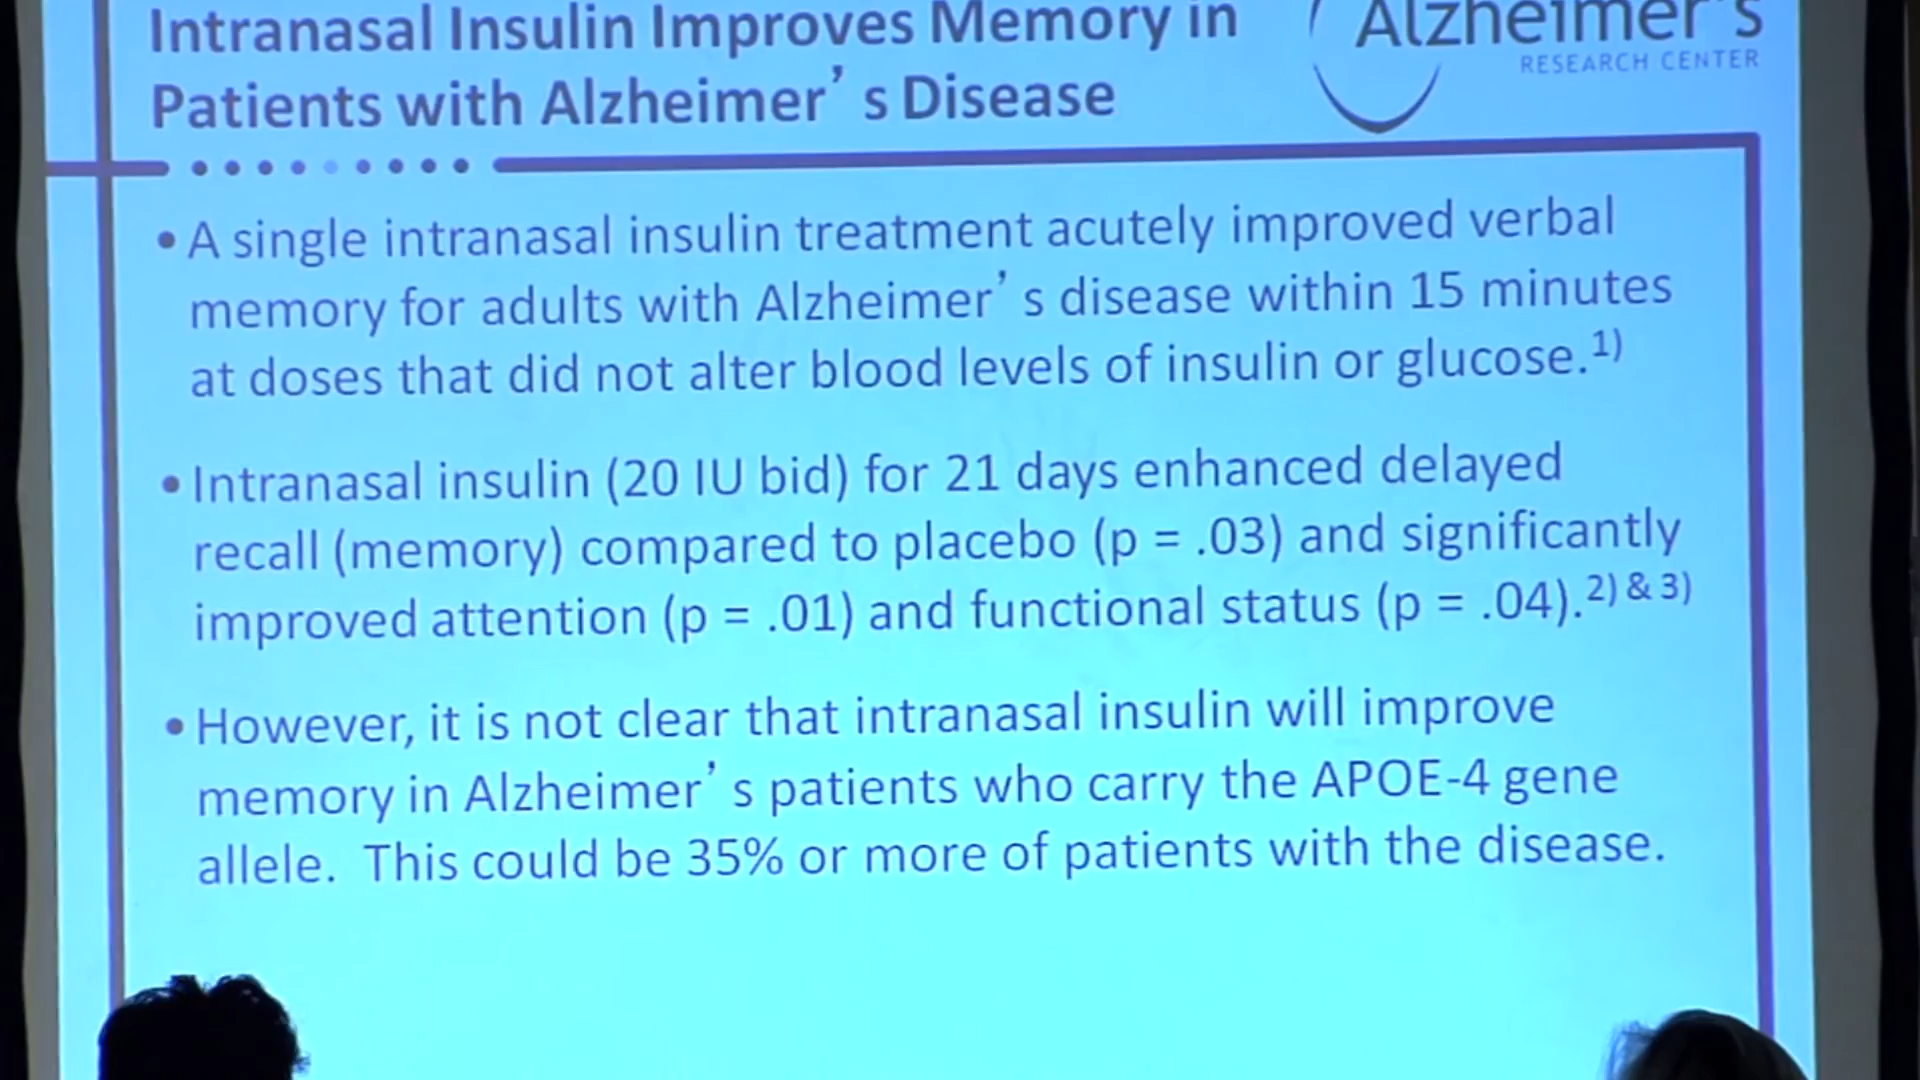 Intranasal Insulin Improves Memory in
Patients with Alzheimer's Disease
Alzheimer's
RESEARCH CENTER
• A single intranasal insulin treatment acutely improved verbal
memory for adults with Alzheimer's disease within 15 minutes
at doses that did not alter blood levels of insulin or glucose.1)
• Intranasal insulin (20 IU bid) for 21 days enhanced delayed
recall (memory) compared to placebo (p = .03) and significantly
improved attention (p = .01) and functional status (p = .04).2) & 3)
• However, it is not clear that intranasal insulin will improve
memory in Alzheimer's patients who carry the APOE-4 gene
allele. This could be 35% or more of patients with the disease.